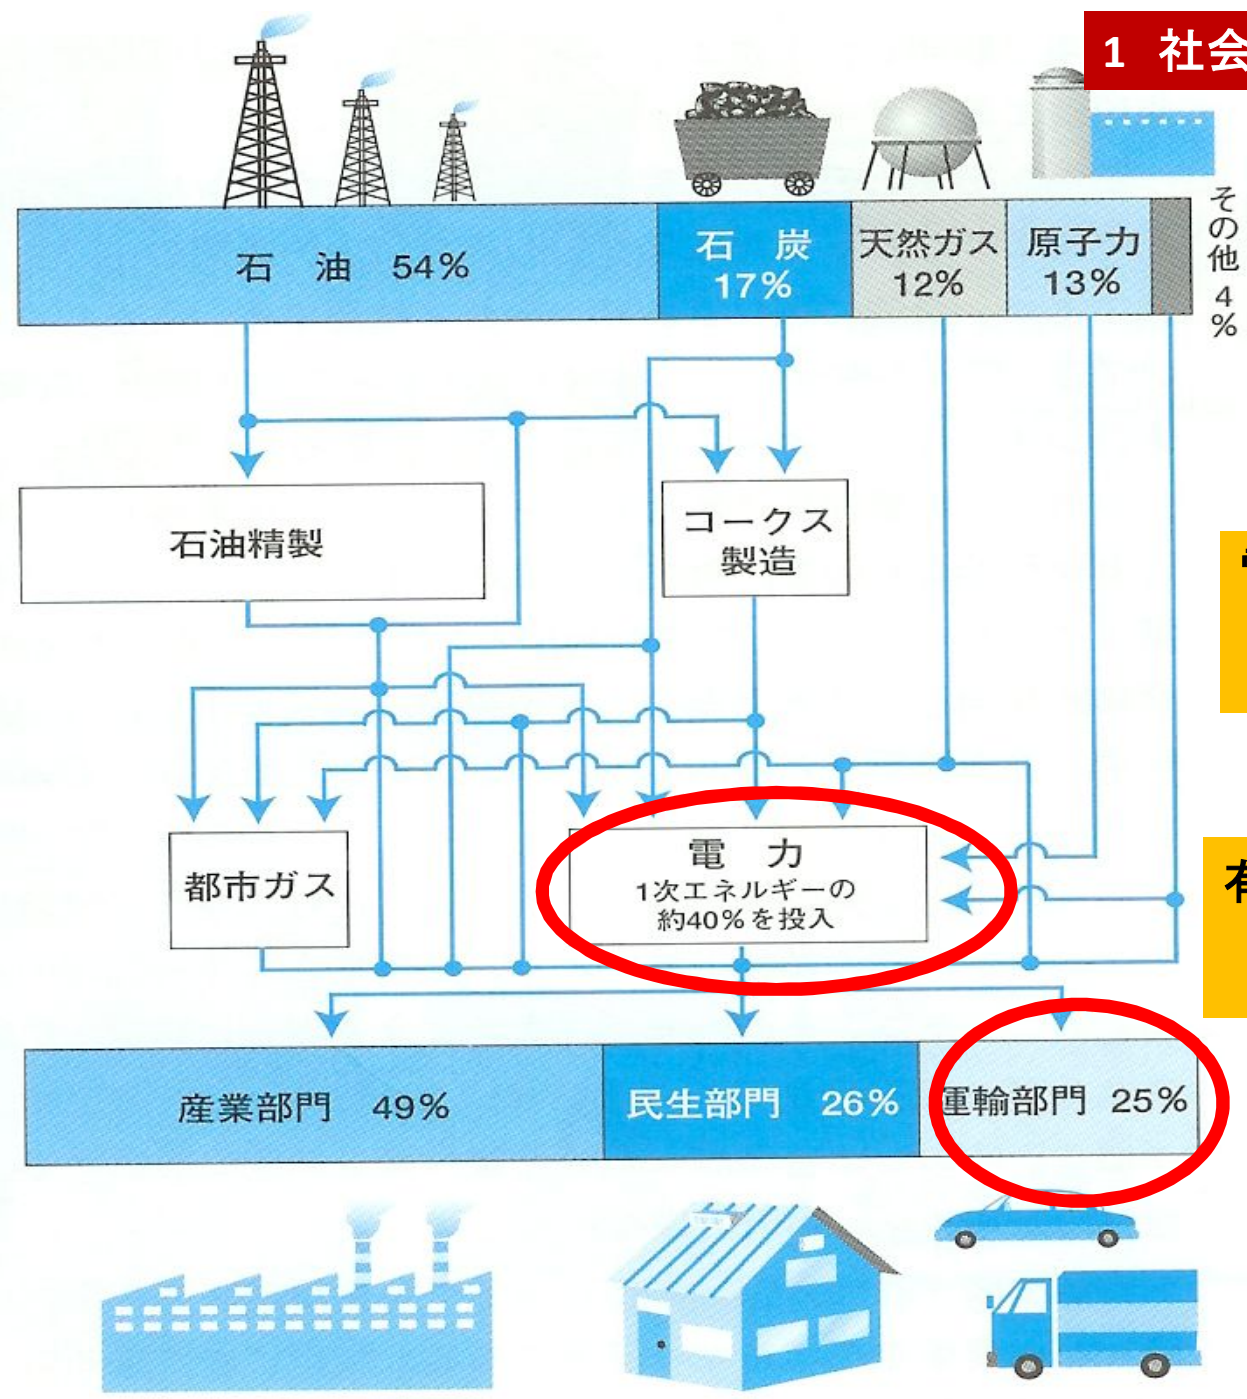 1 社会
石 油 54%
石 炭
17%
天然ガス
12%
原子力
13%
その他 4%
石油精製
コークス
製造
都市ガス
電 力
1次エネルギーの
約40%を投入
産業部門 49%
民生部門 26%
運輸部門 25%